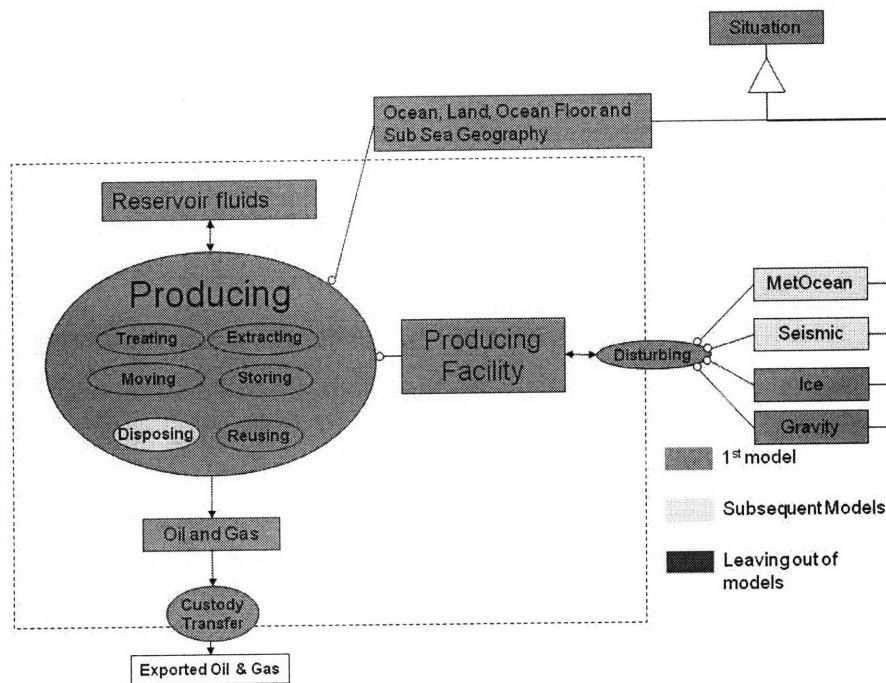 Situation
Ocean, Land, Ocean Floor and
Sub Sea Geography
Reservoir fluids
Producing
Treating
Extracting
Moving
Storing
Disposing
Reusing
Producing
Facility
Disturbing
MetOcean
Seismic
Ice
Gravity
1st model
Subsequent Models
Leaving out of
models
Oil and Gas
Custody
Transfer
Exported Oil & Gas